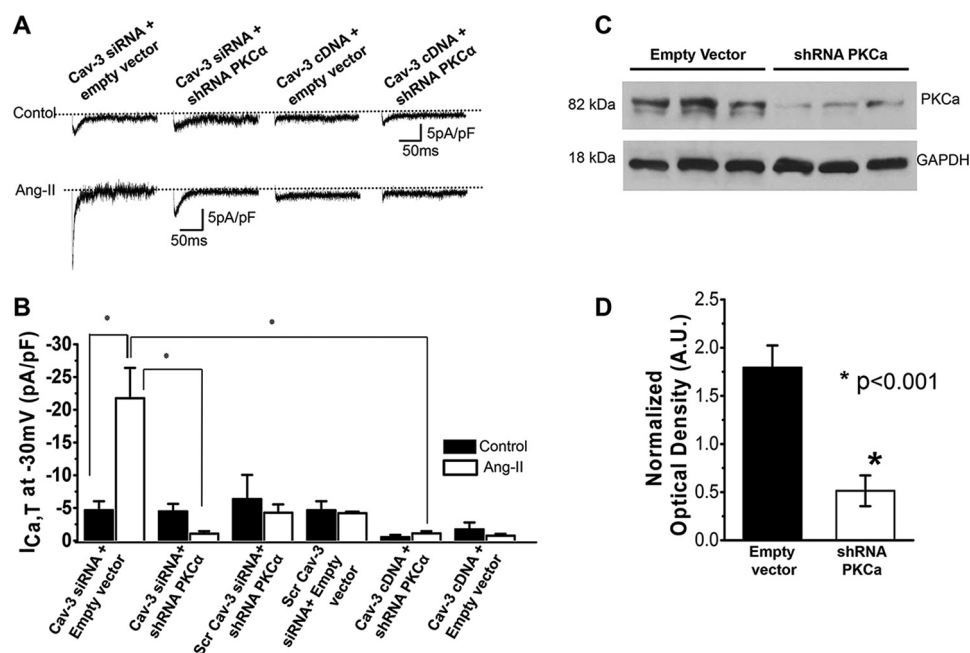 A
Cav-3 siRNA +
empty vector
Cav-3 siRNA +
shRNA PKCα
Cav-3 cDNA +
empty vector
Cav-3 cDNA +
shRNA PKCα
Control
5pA/pF
50ms
Ang-II
5pA/pF
50ms
B
I Ca,T at -30mV (pA/pF)
-30
-25
-20
-15
-10
-5
0
Control
Ang-II
Cav-3 siRNA +
Empty vector
Cav-3 siRNA+
shRNA PKCα
Scr Cav-3 siRNA+
shRNA PKCα
Scr Cav-3
siRNA+ Empty
vector
Cav-3 cDNA +
shRNA PKCα
Cav-3 cDNA +
Empty vector
C
Empty Vector
shRNA PKCa
82 kDa
PKCa
18 kDa
GAPDH
D
Normalized
Optical Density (A.U.)
2.5
2.0
1.5
1.0
0.5
0.0
* p<0.001
*
Empty
vector
shRNA
PKCa